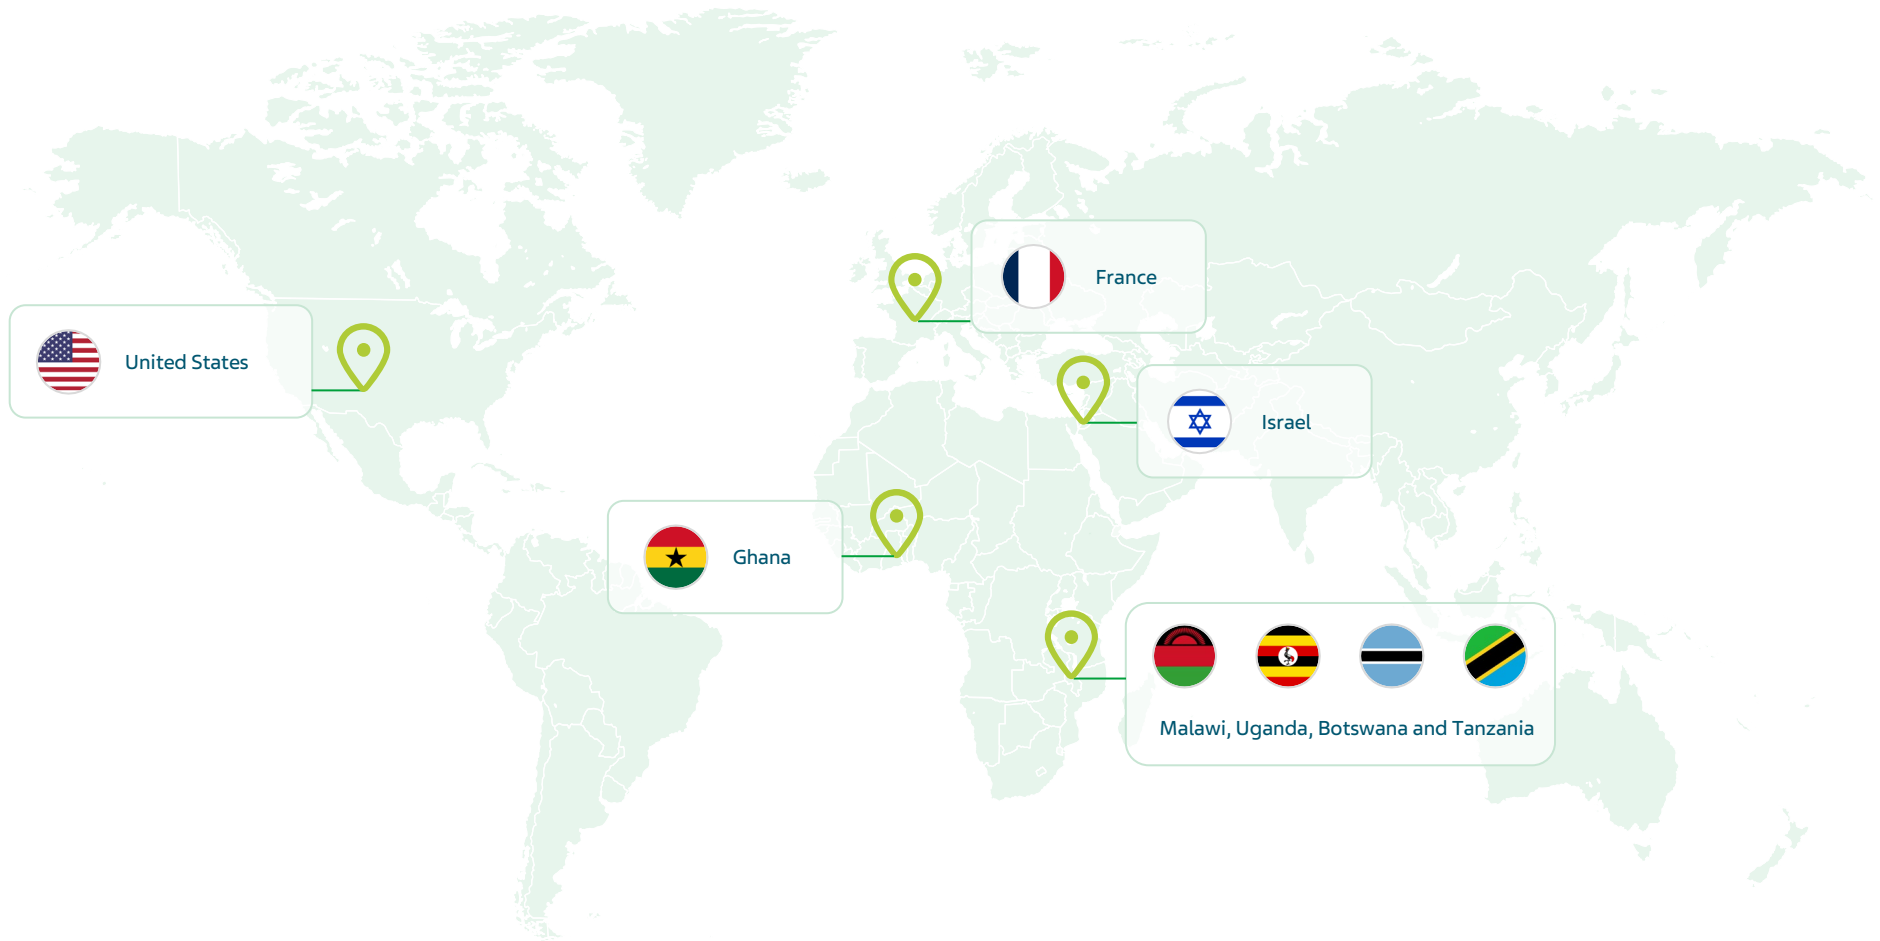 France
United States
Israel
Ghana
Malawi, Uganda, Botswana and Tanzania